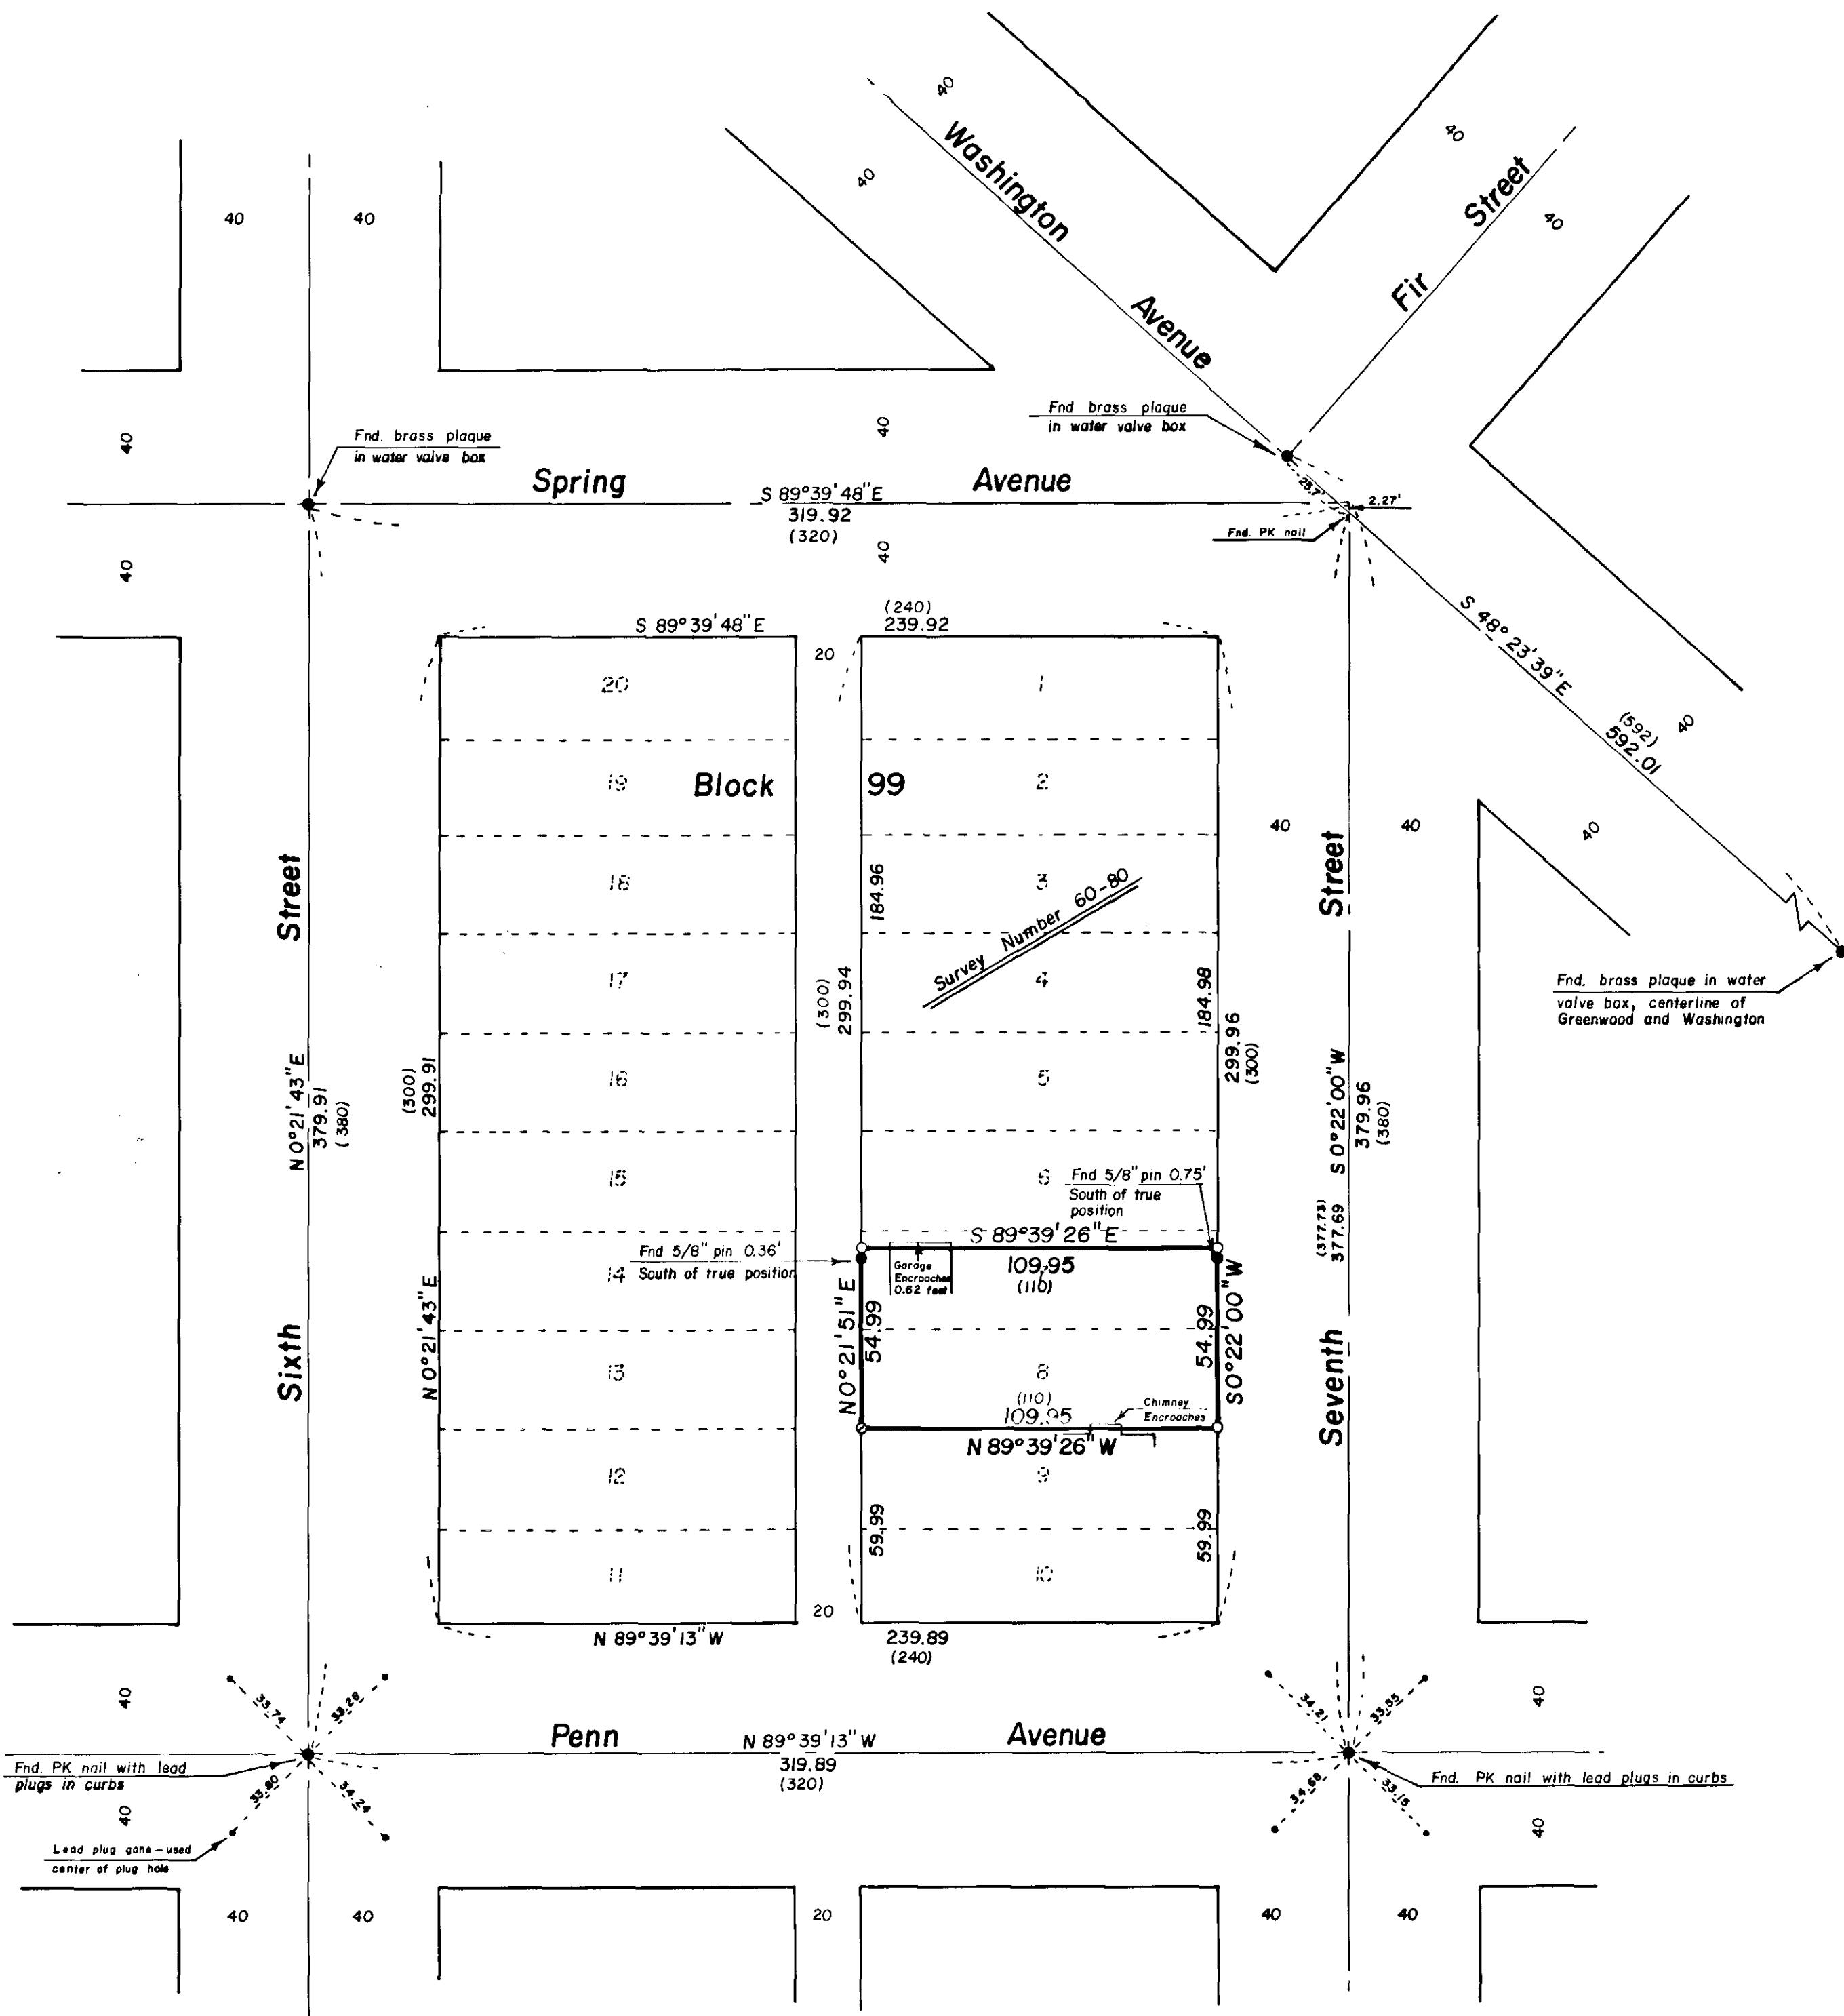 40
Washington
Avenue
40
40
Street
Fir
40
40
40
Fnd. brass plaque
in water valve box
Fnd brass plaque
in water valve box
40
40
Spring Avenue
S 89°39'48"E
319.92
(320)
25.7'
2.27'
Fnd. PK nail
40
40
S 48°23'39"E
(592)
592.01
40
40
Fnd. brass plaque in water
valve box, centerline of
Greenwood and Washington
S 89°39'48"E
(240)
239.92
20
20
1
19
Block 99
2
40
40
18
184.96
3
Survey Number 60-80
17
4
(300)
299.94
184.98
299.96
(300)
16
5
(300)
299.91
Sixth Street
N 0°21'43"E
379.91
(380)
Seventh Street
S 0°22'00"W
379.96
(380)
(377.73)
377.69
15
6
Fnd 5/8" pin 0.75'
South of true
position
Fnd 5/8" pin 0.36'
South of true position
S 89°39'26"E
109.95
(110)
Garage
Encroaches
0.62 feet
14
N 0°21'43"E
N 0°21'51"E
54.99
54.99
S 0°22'00"W
13
8
(110)
109.95
Chimney
Encroaches
N 89°39'26"W
12
9
59.99
59.99
11
10
20
N 89°39'13"W
239.89
(240)
40
33.74
33.28
34.21
33.55
40
Penn Avenue
N 89°39'13"W
319.89
(320)
Fnd. PK nail with lead
plugs in curbs
Fnd. PK nail with lead plugs in curbs
40
33.80
34.24
34.68
33.15
40
Lead plug gone – used
center of plug hole
40
40
20
40
40